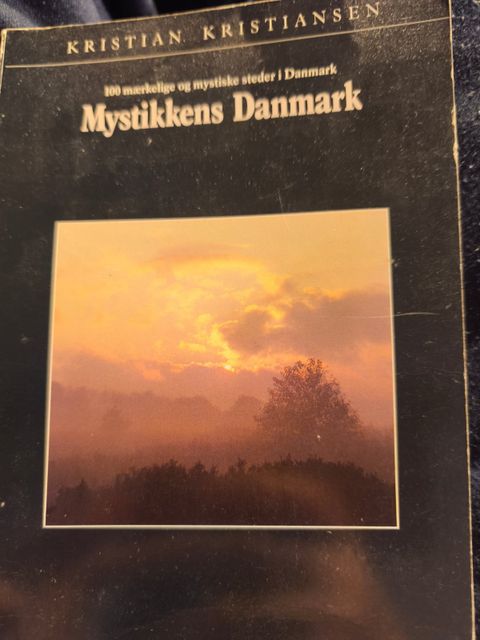 KRISTIAN KRISTIANSEN
100 mærkelige og mystiske steder i Danmark
Mystikkens Danmark